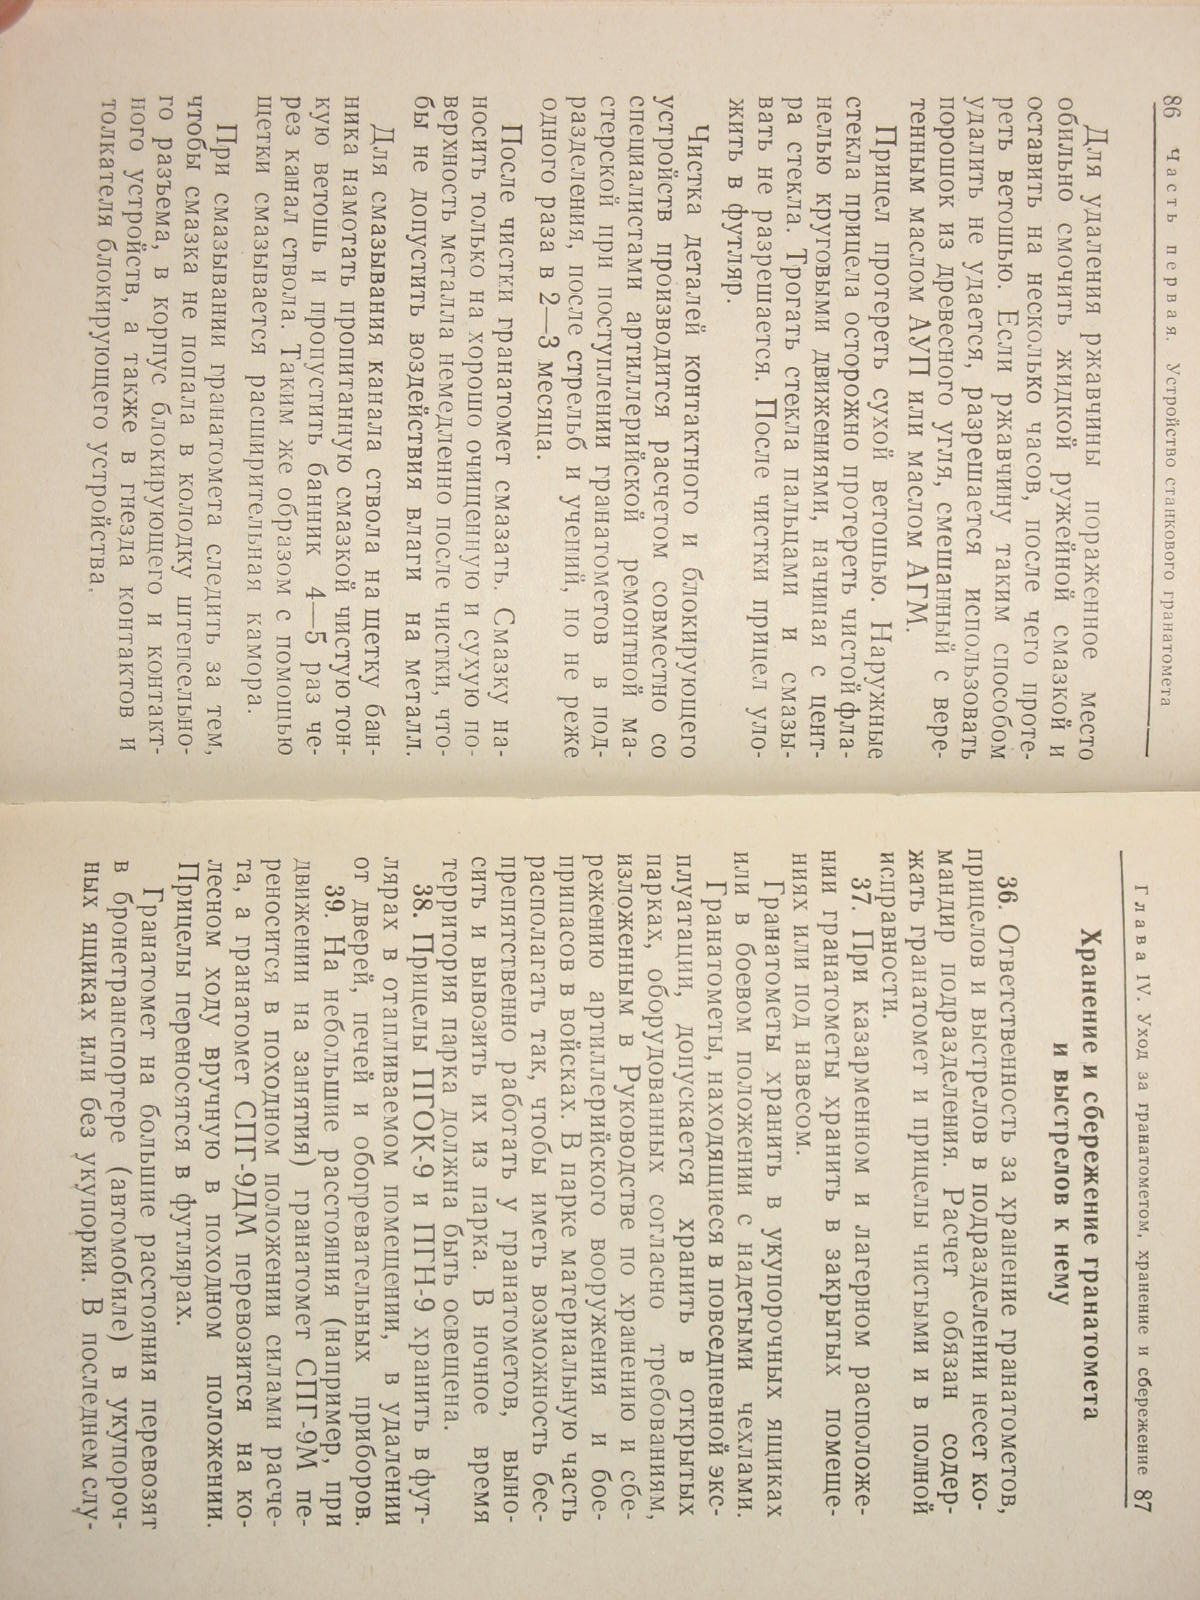 86 Часть первая. Устройство станкового гранатомета
Для удаления ржавчины пораженное место
обильно смочить жидкой ружейной смазкой и
оставить на несколько часов, после чего проте-
реть ветошью. Если ржавчину таким способом
удалить не удается, разрешается использовать
порошок из древесного угля, смешанный с вере-
тенным маслом АУП или маслом АГМ.
Прицел протереть сухой ветошью. Наружные
стекла прицела осторожно протереть чистой фла-
нелью круговыми движениями, начиная с цент-
ра стекла. Трогать стекла пальцами и смазы-
вать не разрешается. После чистки прицел уло-
жить в футляр.
Чистка деталей контактного и блокирующего
устройств производится расчетом совместно со
специалистами артиллерийской ремонтной ма-
стерской при поступлении гранатометов в под-
разделения, после стрельб и учений, но не реже
одного раза в 2—3 месяца.
После чистки гранатомет смазать. Смазку на-
носить только на хорошо очищенную и сухую по-
верхность металла немедленно после чистки, что-
бы не допустить воздействия влаги на металл.
Для смазывания канала ствола на щетку бан-
ника намотать пропитанную смазкой чистую тон-
кую ветошь и пропустить банник 4—5 раз че-
рез канал ствола. Таким же образом с помощью
щетки смазывается расширительная камора.
При смазывании гранатомета следить за тем,
чтобы смазка не попала в колодку штепсельно-
го разъема, в корпус блокирующего и контакт-
ного устройств, а также в гнезда контактов и
толкателя блокирующего устройства.
Глава IV. Уход за гранатометом, хранение и сбережение 87
Хранение и сбережение гранатомета
и выстрелов к нему
36. Ответственность за хранение гранатометов,
прицелов и выстрелов в подразделении несет ко-
мандир подразделения. Расчет обязан содер-
жать гранатомет и прицелы чистыми и в полной
исправности.
37. При казарменном и лагерном расположе-
нии гранатометы хранить в закрытых помеще-
ниях или под навесом.
Гранатометы хранить в укупорочных ящиках
или в боевом положении с надетыми чехлами.
Гранатометы, находящиеся в повседневной экс-
плуатации, допускается хранить в открытых
парках, оборудованных согласно требованиям,
изложенным в Руководстве по хранению и сбе-
режению артиллерийского вооружения и бое-
припасов в войсках. В парке материальную часть
располагать так, чтобы иметь возможность бес-
препятственно работать у гранатометов, выно-
сить и вывозить их из парка. В ночное время
территория парка должна быть освещена.
38. Прицелы ПГОК-9 и ПГН-9 хранить в фут-
лярах в отапливаемом помещении, в удалении
от дверей, печей и обогревательных приборов.
39. На небольшие расстояния (например, при
движении на занятия) гранатомет СПГ-9М пе-
реносится в походном положении силами расче-
та, а гранатомет СПГ-9ДМ перевозится на ко-
лесном ходу вручную в походном положении.
Прицелы переносятся в футлярах.
Гранатомет на большие расстояния перевозят
в бронетранспортере (автомобиле) в укупороч-
ных ящиках или без укупорки. В последнем слу-